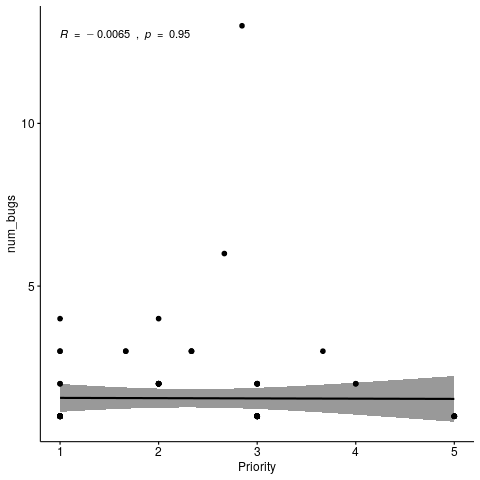 R = − 0.0065 , p = 0.95
10
5
num_bugs
1 2 3 4 5
Priority